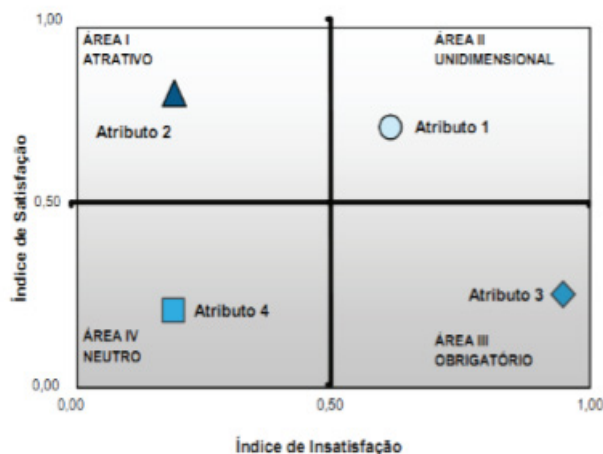 1,00
ÁREA I
ATRATIVO
ÁREA II
UNIDIMENSIONAL
Atributo 2
Atributo 1
0,50
Índice de Satisfação
Atributo 4
Atributo 3
ÁREA IV
NEUTRO
ÁREA III
OBRIGATÓRIO
0,00
0,00
0,50
1,00
Índice de Insatisfação